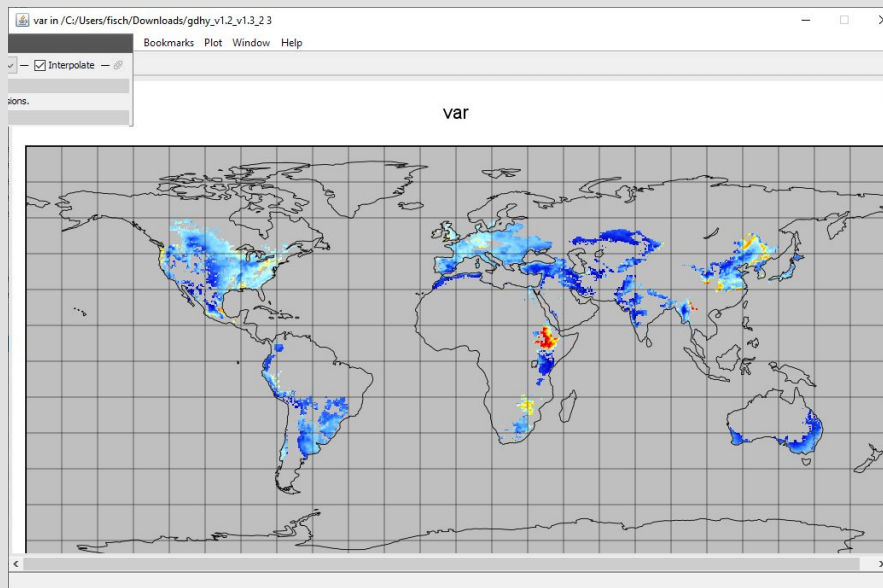 var in /C:/Users/fisch/Downloads/gdhy_v1.2_v1.3_2 3
Bookmarks Plot Window Help
Interpolate
sions.
var